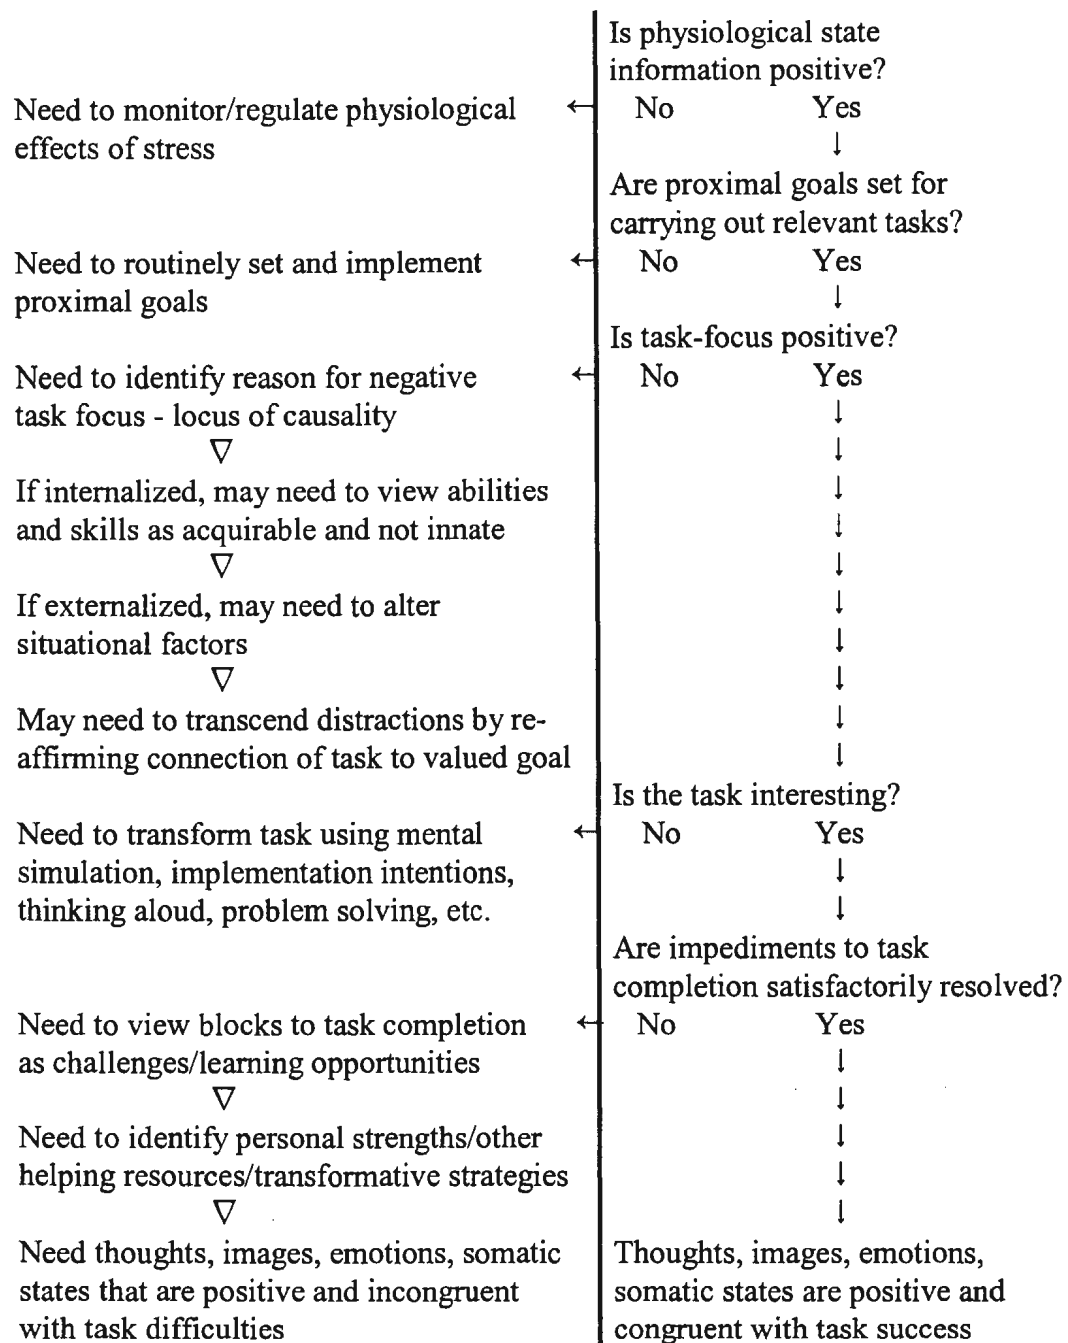 Is physiological state
information positive?
Need to monitor/regulate physiological ← No Yes
effects of stress ↓
Are proximal goals set for
carrying out relevant tasks?
Need to routinely set and implement ← No Yes
proximal goals ↓
Is task-focus positive?
Need to identify reason for negative ← No Yes
task focus - locus of causality ↓
▽ ↓
If internalized, may need to view abilities ↓
and skills as acquirable and not innate ↓
▽ ↓
If externalized, may need to alter ↓
situational factors ↓
▽ ↓
May need to transcend distractions by re- ↓
affirming connection of task to valued goal ↓
Is the task interesting?
Need to transform task using mental ← No Yes
simulation, implementation intentions, ↓
thinking aloud, problem solving, etc. ↓
Are impediments to task
completion satisfactorily resolved?
Need to view blocks to task completion ← No Yes
as challenges/learning opportunities ↓
▽ ↓
Need to identify personal strengths/other ↓
helping resources/transformative strategies ↓
▽ ↓
Need thoughts, images, emotions, somatic Thoughts, images, emotions,
states that are positive and incongruent somatic states are positive and
with task difficulties congruent with task success